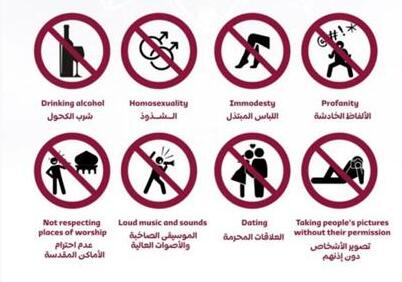 @#!*
Drinking alcohol
شرب الكحول
Homosexuality
الــشــذوذ
Immodesty
اللباس المبتذل
Profanity
الألفاظ الخادشة
Not respecting
places of worship
عدم احترام
الأماكن المقدسة
Loud music and sounds
الموسيقى الصاخبة
والأصوات العالية
Dating
العلاقات المحرمة
Taking people's pictures
without their permission
تصوير الأشخاص
دون إذنهم